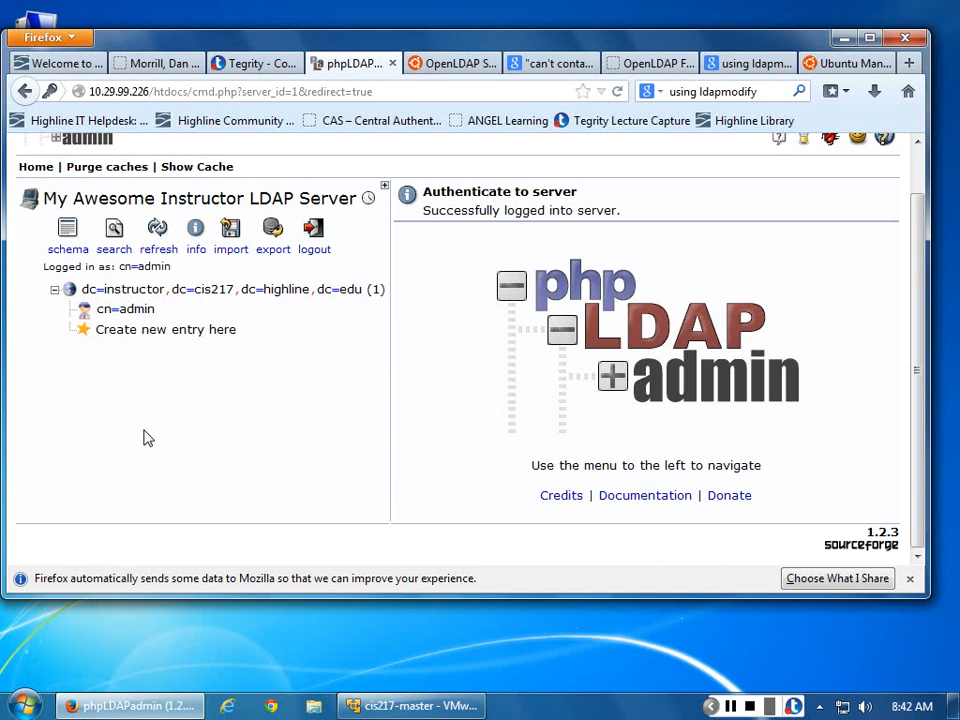 Firefox
Welcome to ...
Morrill, Dan ...
Tegrity - Co...
phpLDAP...
OpenLDAP S...
"can't conta...
OpenLDAP F...
using ldapm...
Ubuntu Man...
10.29.99.226/htdocs/cmd.php?server_id=1&redirect=true
using ldapmodify
Highline IT Helpdesk: ...
Highline Community ...
CAS – Central Authent...
ANGEL Learning
Tegrity Lecture Capture
Highline Library
admin
Home | Purge caches | Show Cache
My Awesome Instructor LDAP Server
schema search refresh info import export logout
Logged in as: cn=admin
dc=instructor,dc=cis217,dc=highline,dc=edu (1)
cn=admin
Create new entry here
Authenticate to server
Successfully logged into server.
php
LDAP
admin
Use the menu to the left to navigate
Credits | Documentation | Donate
1.2.3
sourceforge
Firefox automatically sends some data to Mozilla so that we can improve your experience.
Choose What I Share
phpLDAPadmin (1.2....
cis217-master - VMw...
8:42 AM